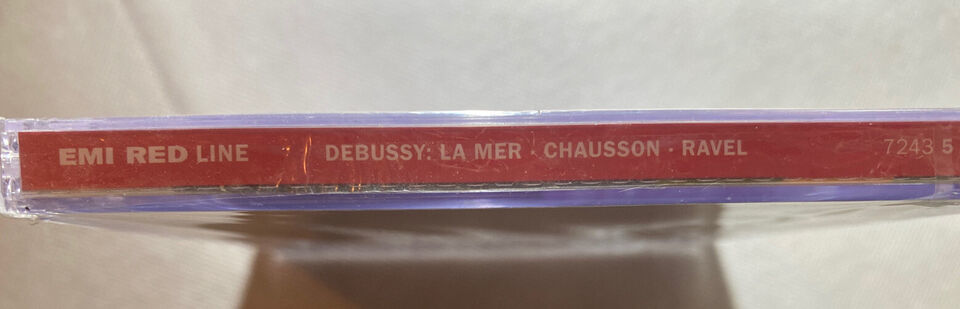 EMI RED LINE DEBUSSY: LA MER · CHAUSSON · RAVEL 7243 5